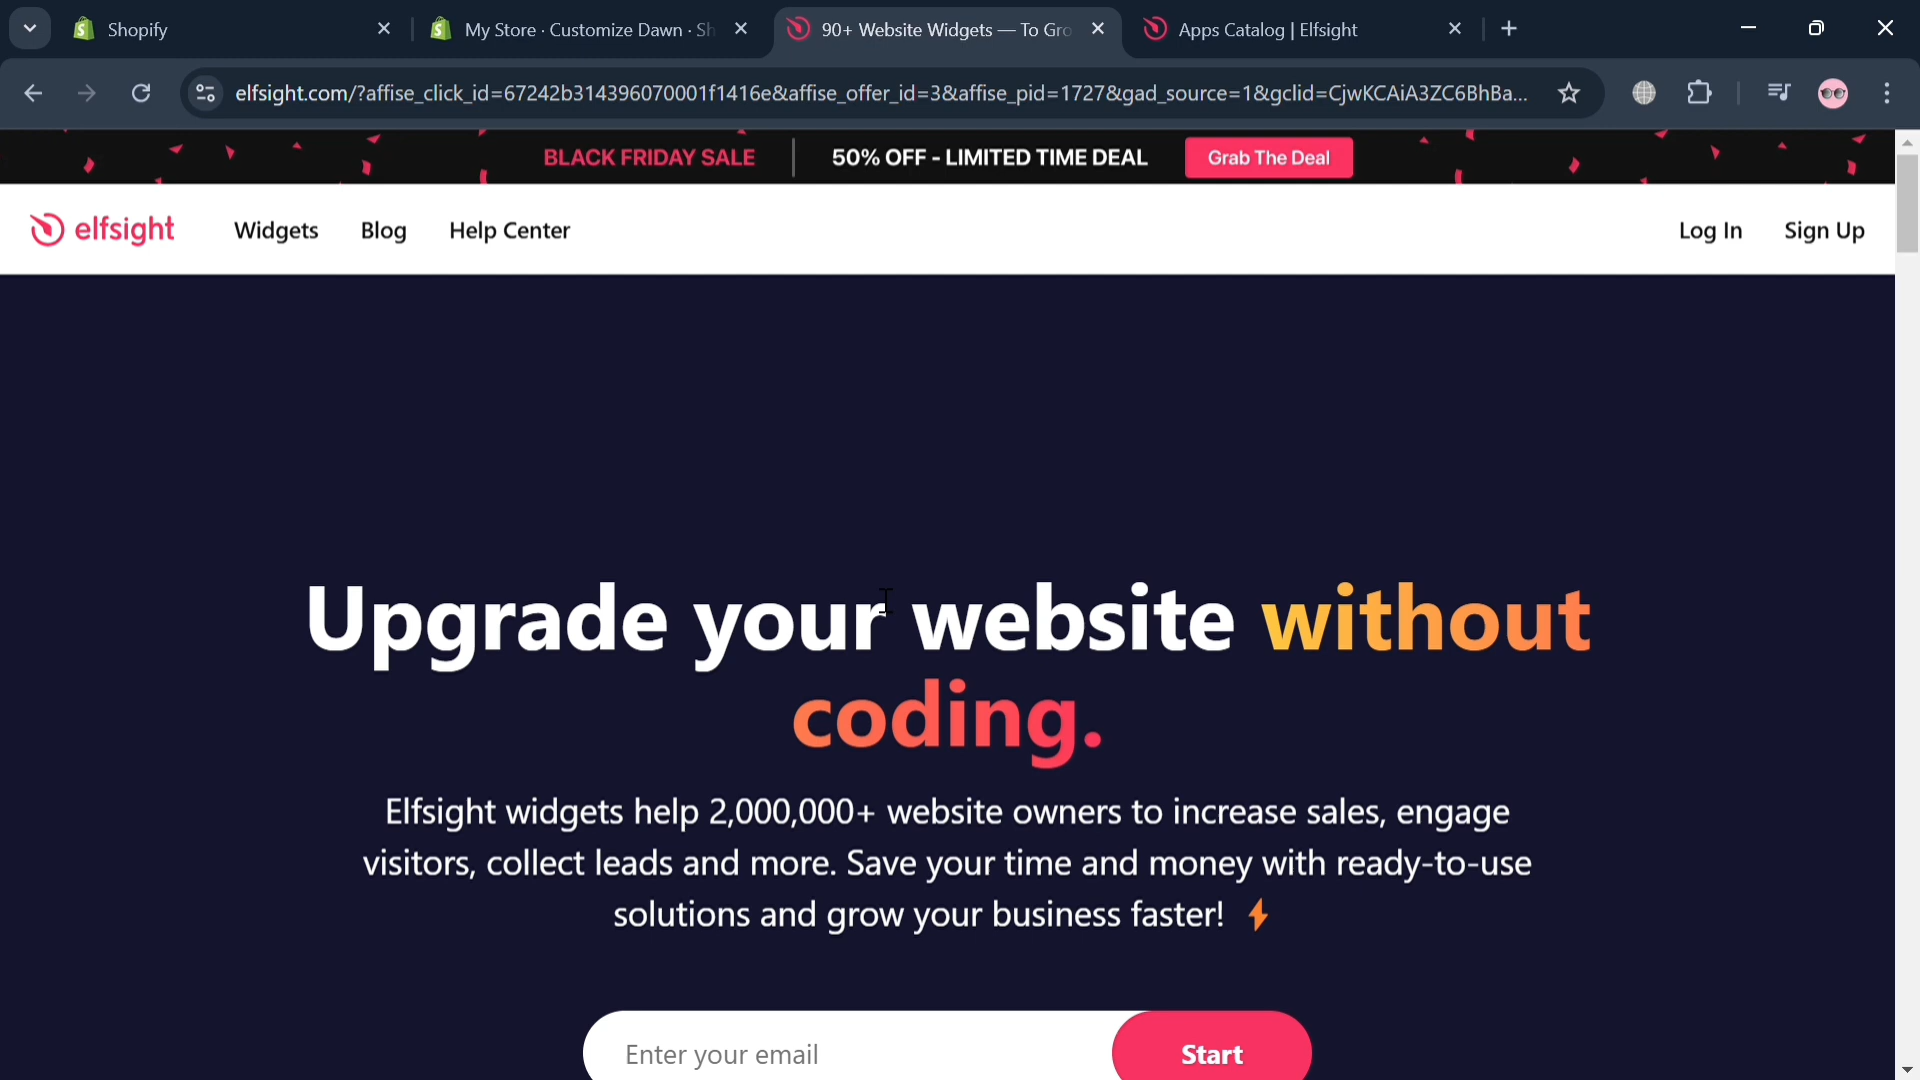 Shopify
My Store · Customize Dawn · Sh
90+ Website Widgets — To Gro
Apps Catalog | Elfsight
elfsight.com/?affise_click_id=67242b314396070001f1416e&affise_offer_id=3&affise_pid=1727&gad_source=1&gclid=CjwKCAiA3ZC6BhBa...
BLACK FRIDAY SALE
50% OFF - LIMITED TIME DEAL
Grab The Deal
elfsight
Widgets
Blog
Help Center
Log In
Sign Up
Upgrade your website without
coding.
Elfsight widgets help 2,000,000+ website owners to increase sales, engage
visitors, collect leads and more. Save your time and money with ready-to-use
solutions and grow your business faster!
Enter your email
Start